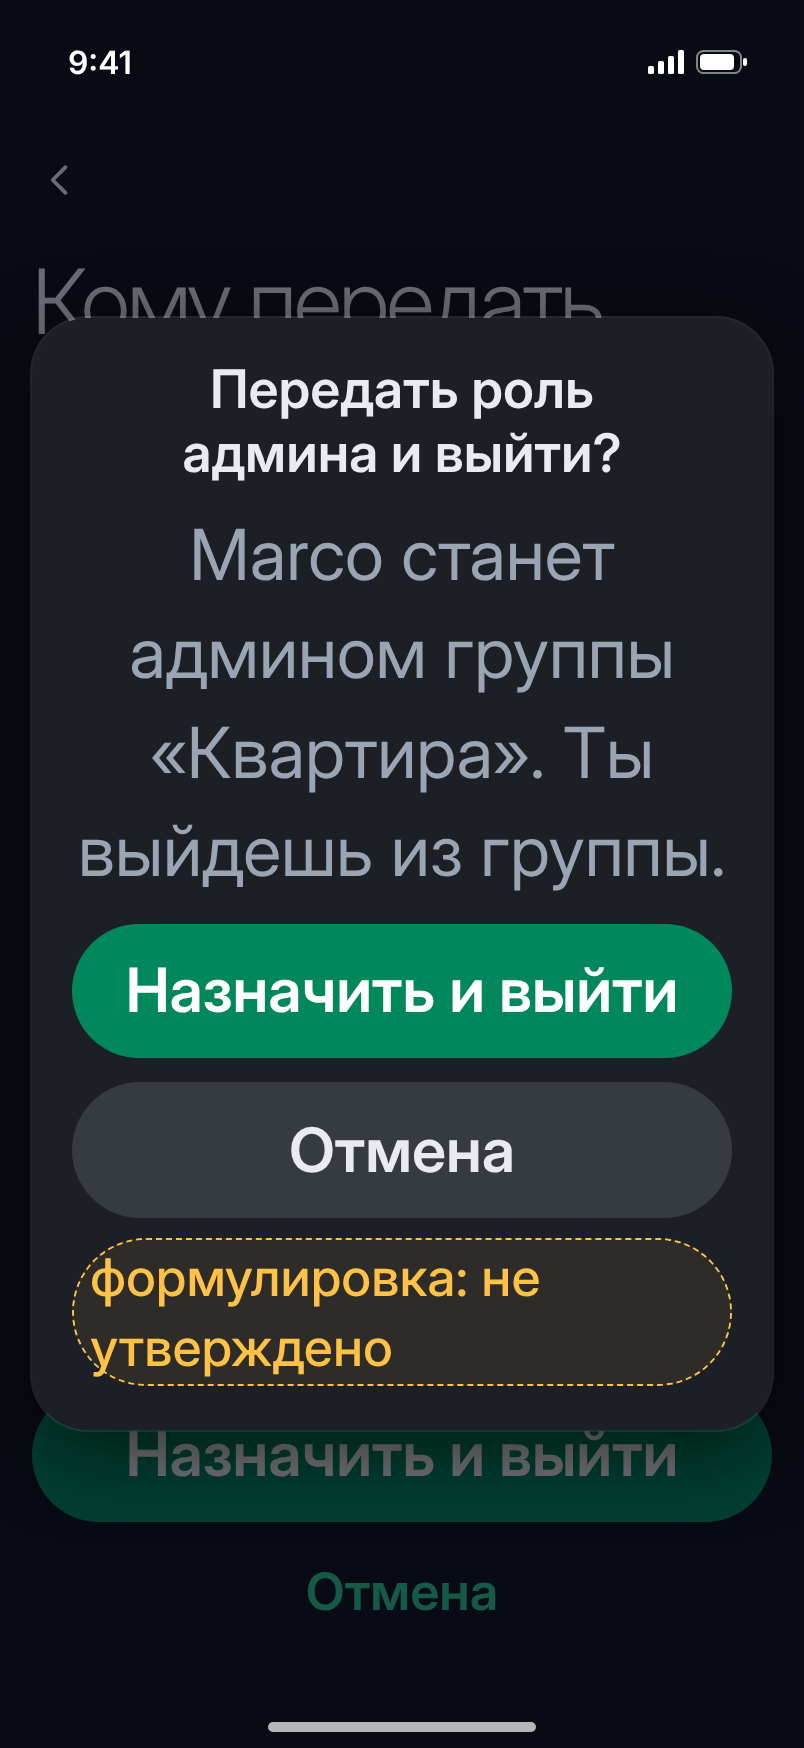 9:41
Кому передать
Передать роль
админа и выйти?
Marco станет
админом группы
«Квартира». Ты
выйдешь из группы.
Назначить и выйти
Отмена
формулировка: не
утверждено
Назначить и выйти
Отмена